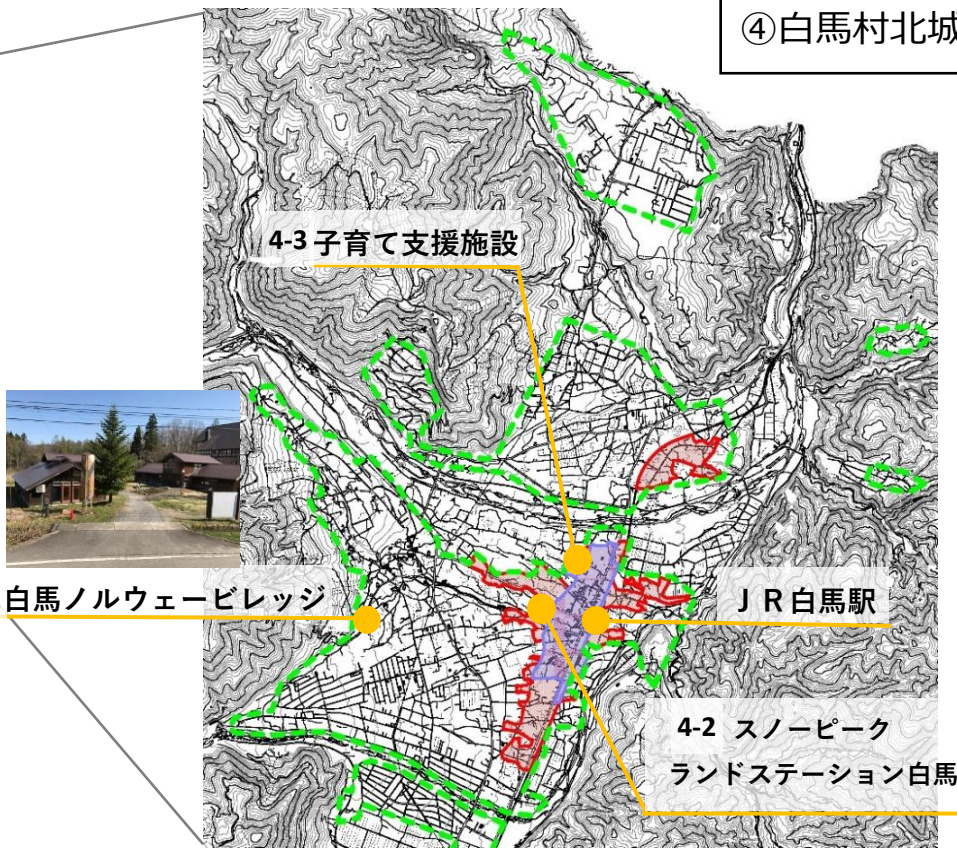 ④白馬村北城
4-3 子育て支援施設
白馬ノルウェービレッジ
ＪＲ白馬駅
4-2 スノーピーク
ランドステーション白馬